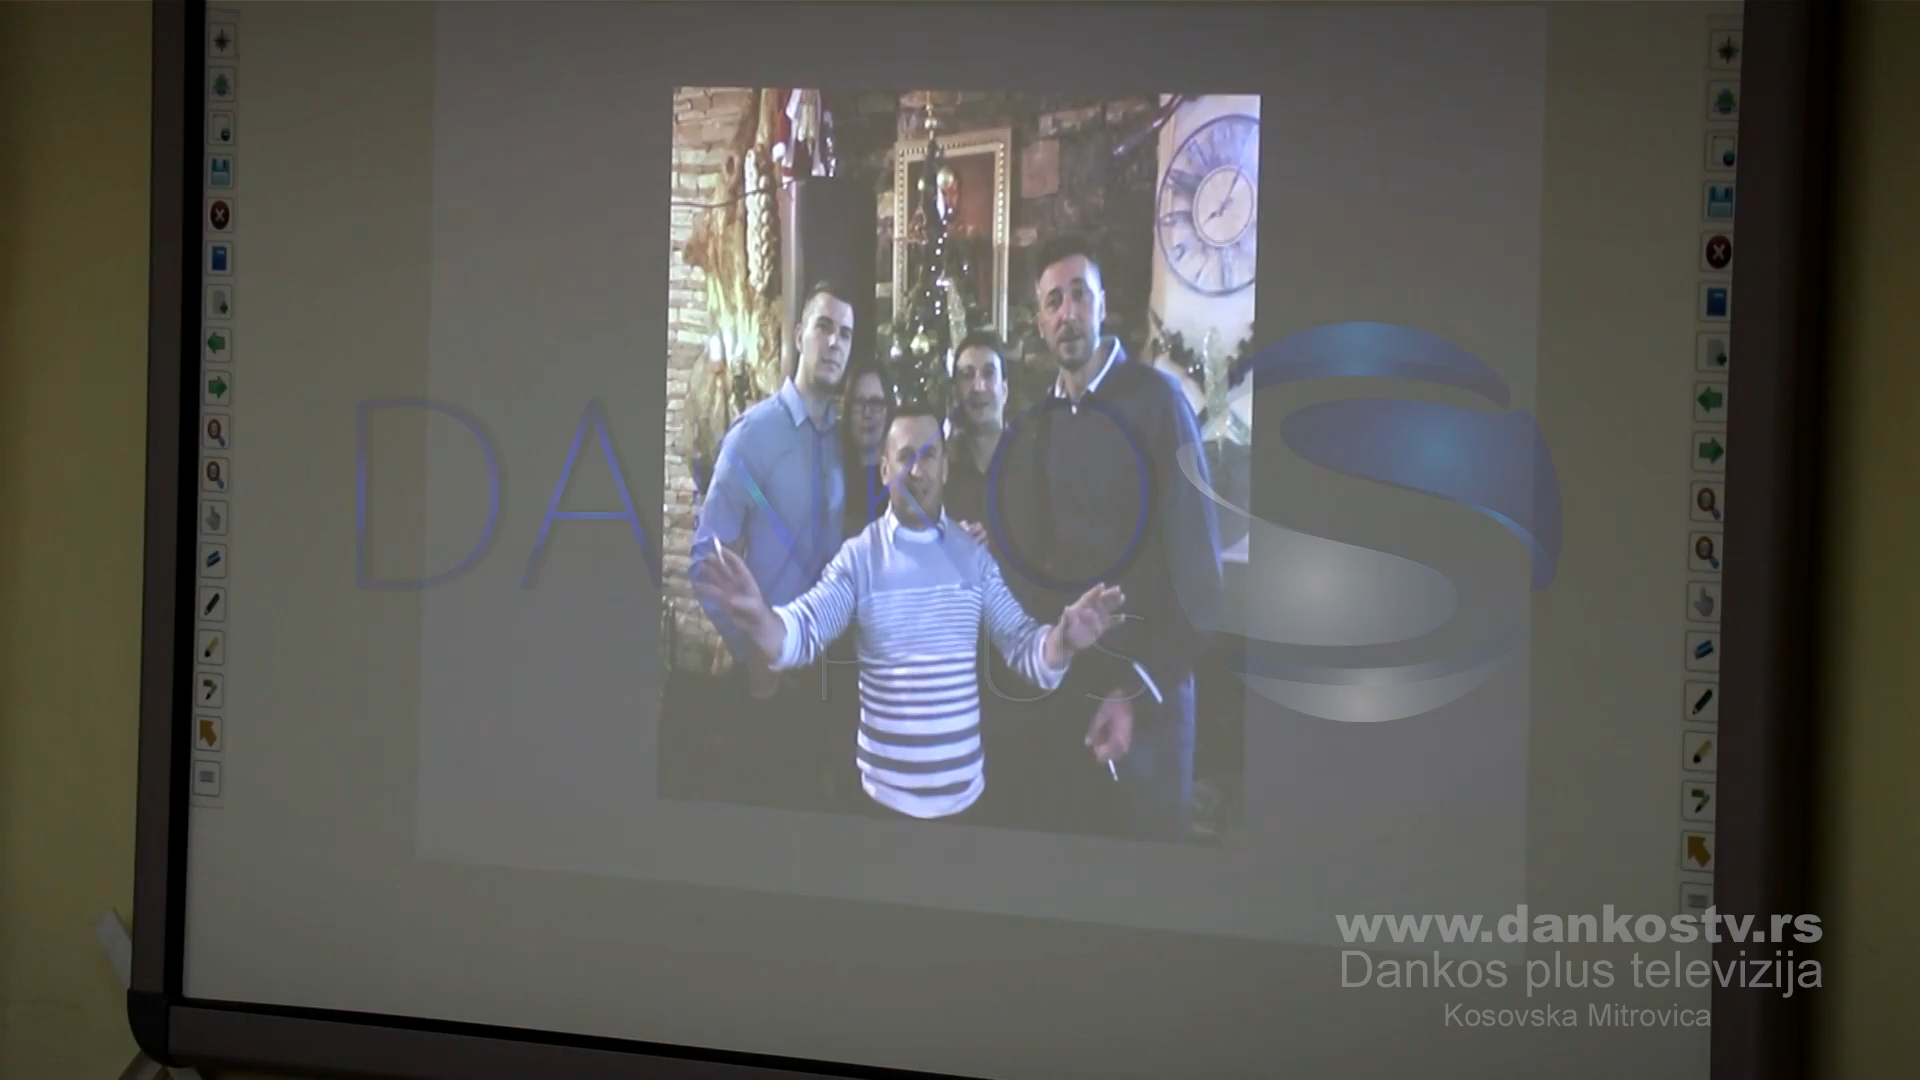 DANKOS
PLUS
www.dankostv.rs
Dankos plus televizija
Kosovska Mitrovica